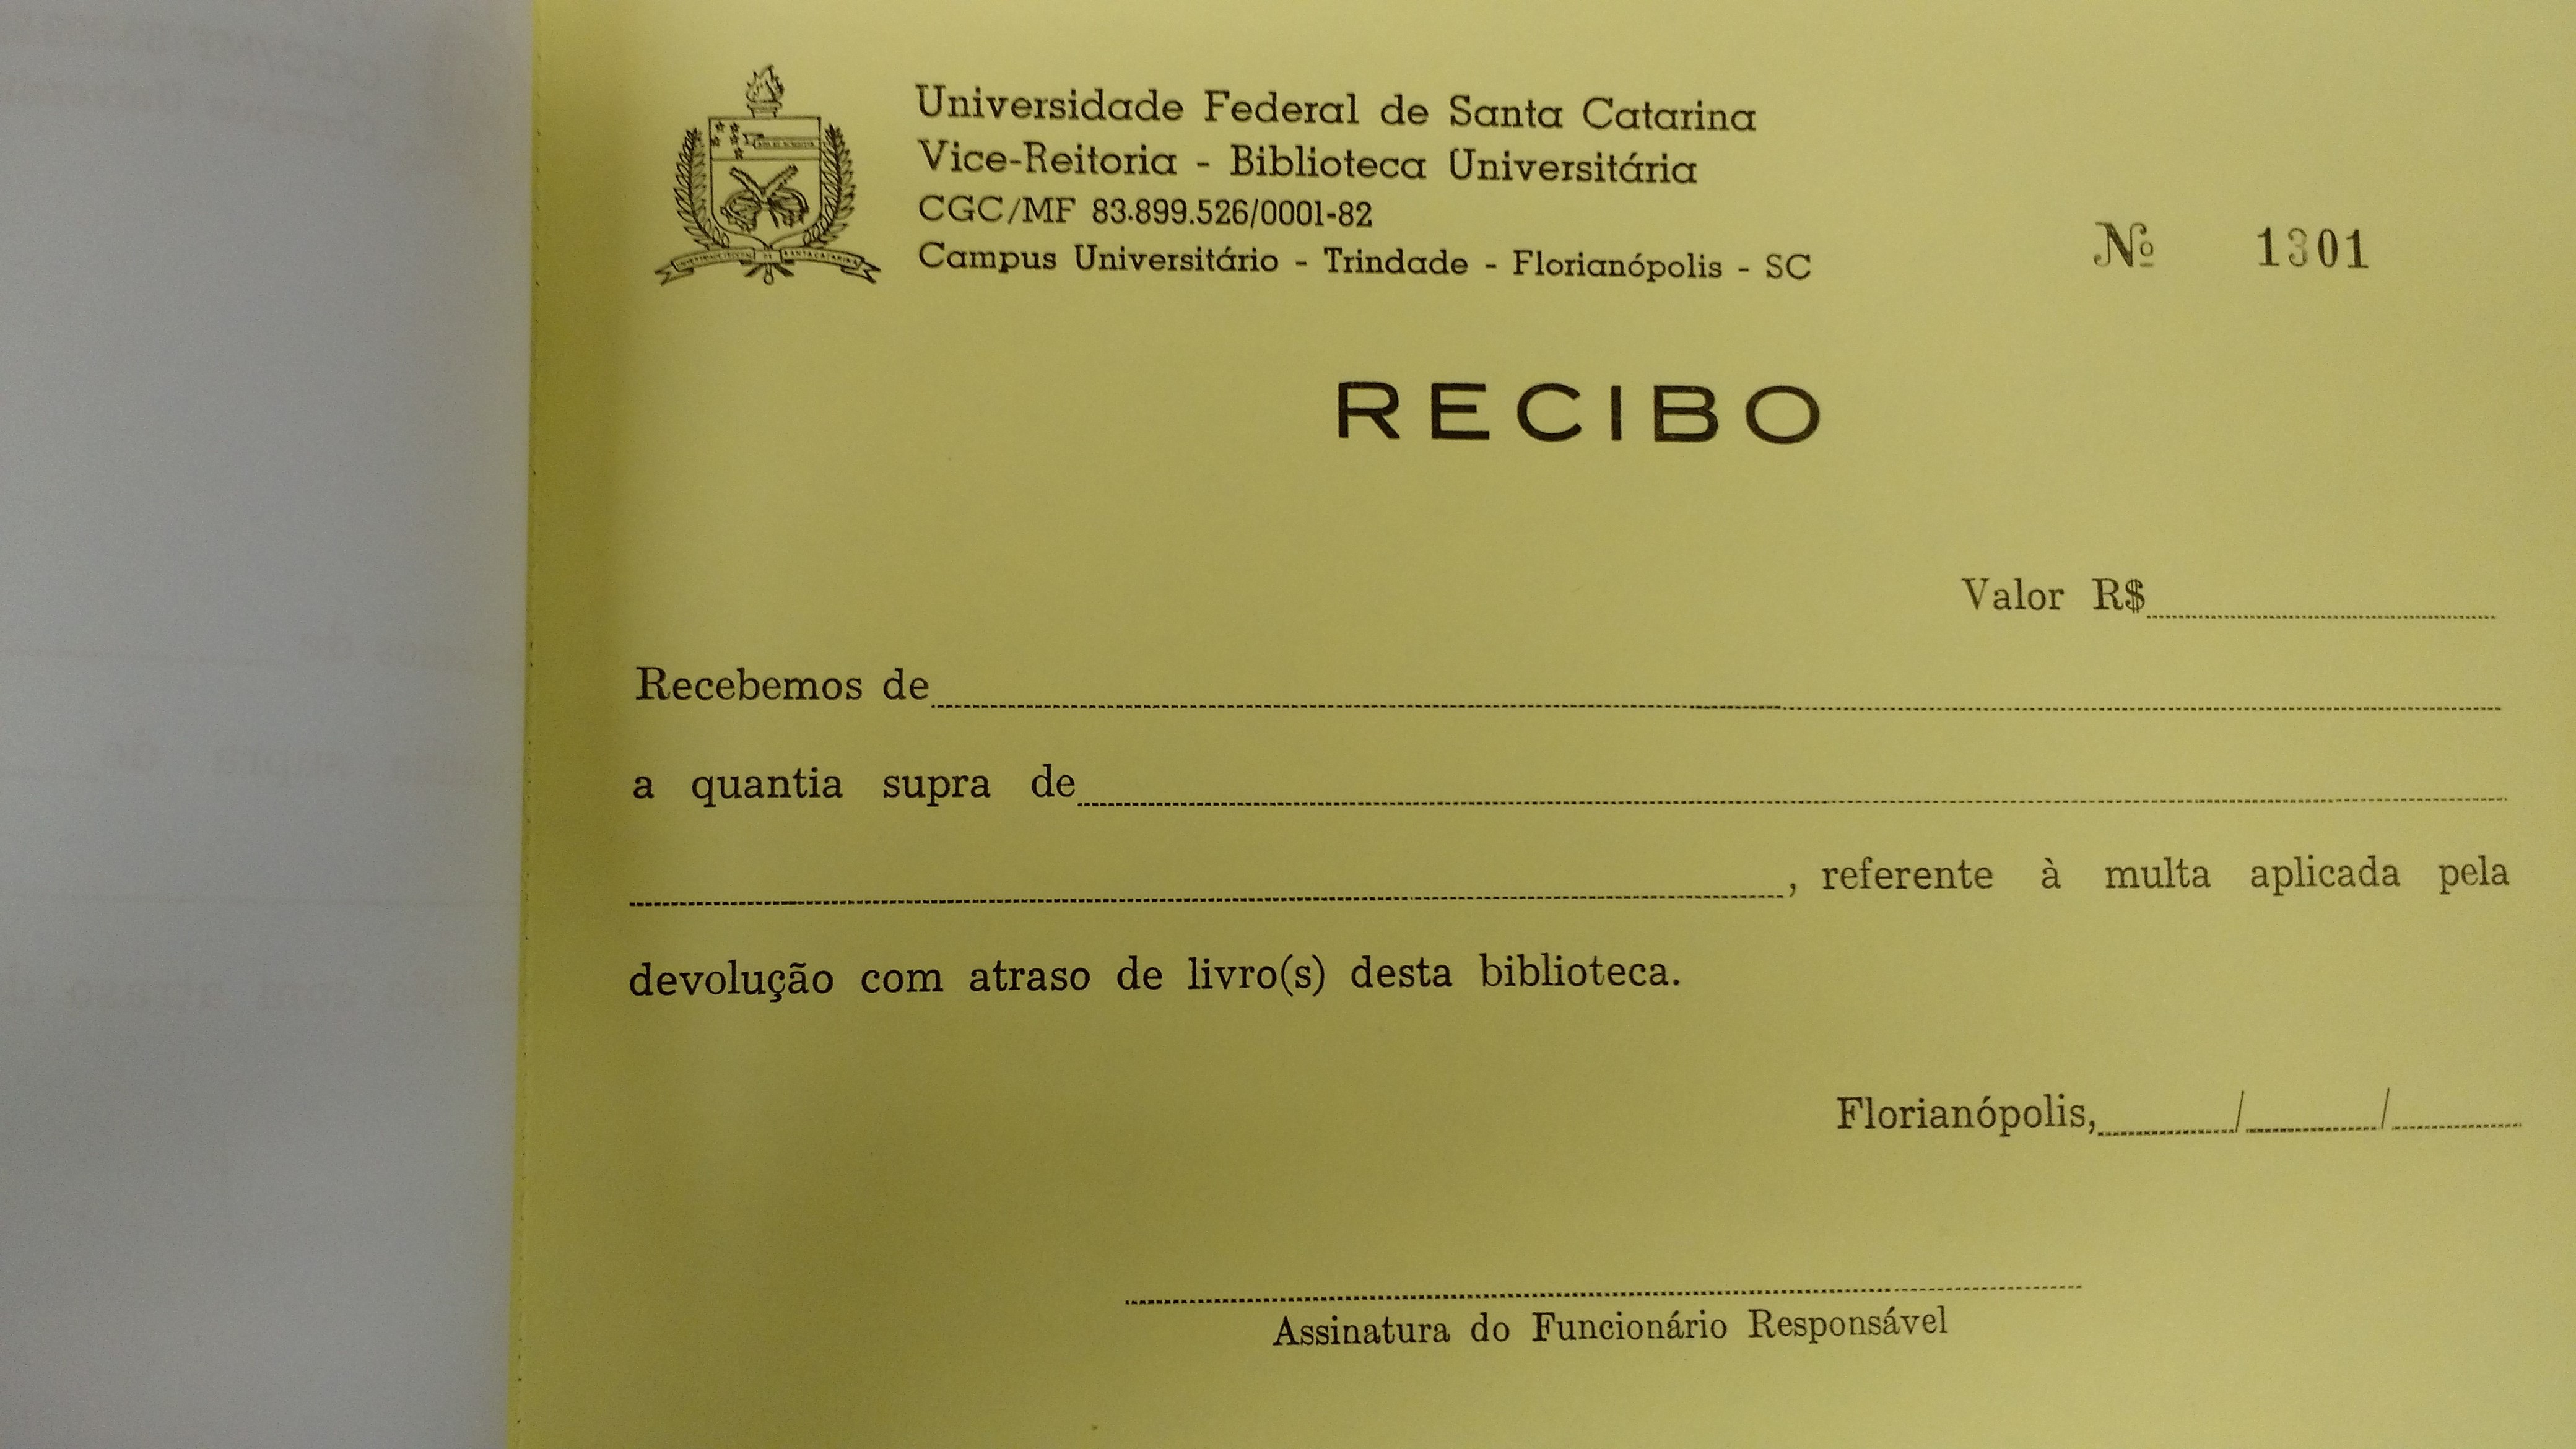 Universidade Federal de Santa Catarina
Vice-Reitoria - Biblioteca Universitária
CGC/MF 83.899.526/0001-82
Campus Universitário - Trindade - Florianópolis - SC
Nº 1301
RECIBO
Valor R$
Recebemos de
a quantia supra de
, referente à multa aplicada pela
devolução com atraso de livro(s) desta biblioteca.
Florianópolis, / /
Assinatura do Funcionário Responsável